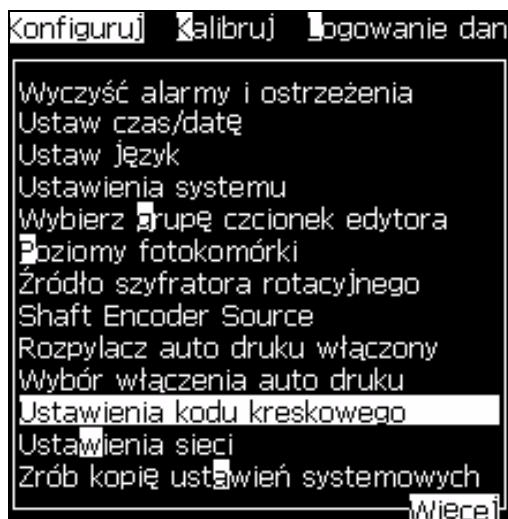 Konfiguruj Kalibruj Logowanie dan
Wyczyść alarmy i ostrzeżenia
Ustaw czas/datę
Ustaw język
Ustawienia systemu
Wybierz grupę czcionek edytora
Poziomy fotokomórki
Źródło szyfratora rotacyjnego
Shaft Encoder Source
Rozpylacz auto druku włączony
Wybór włączenia auto druku
Ustawienia kodu kreskowego
Ustawienia sieci
Zrób kopię ustawień systemowych
Więcej